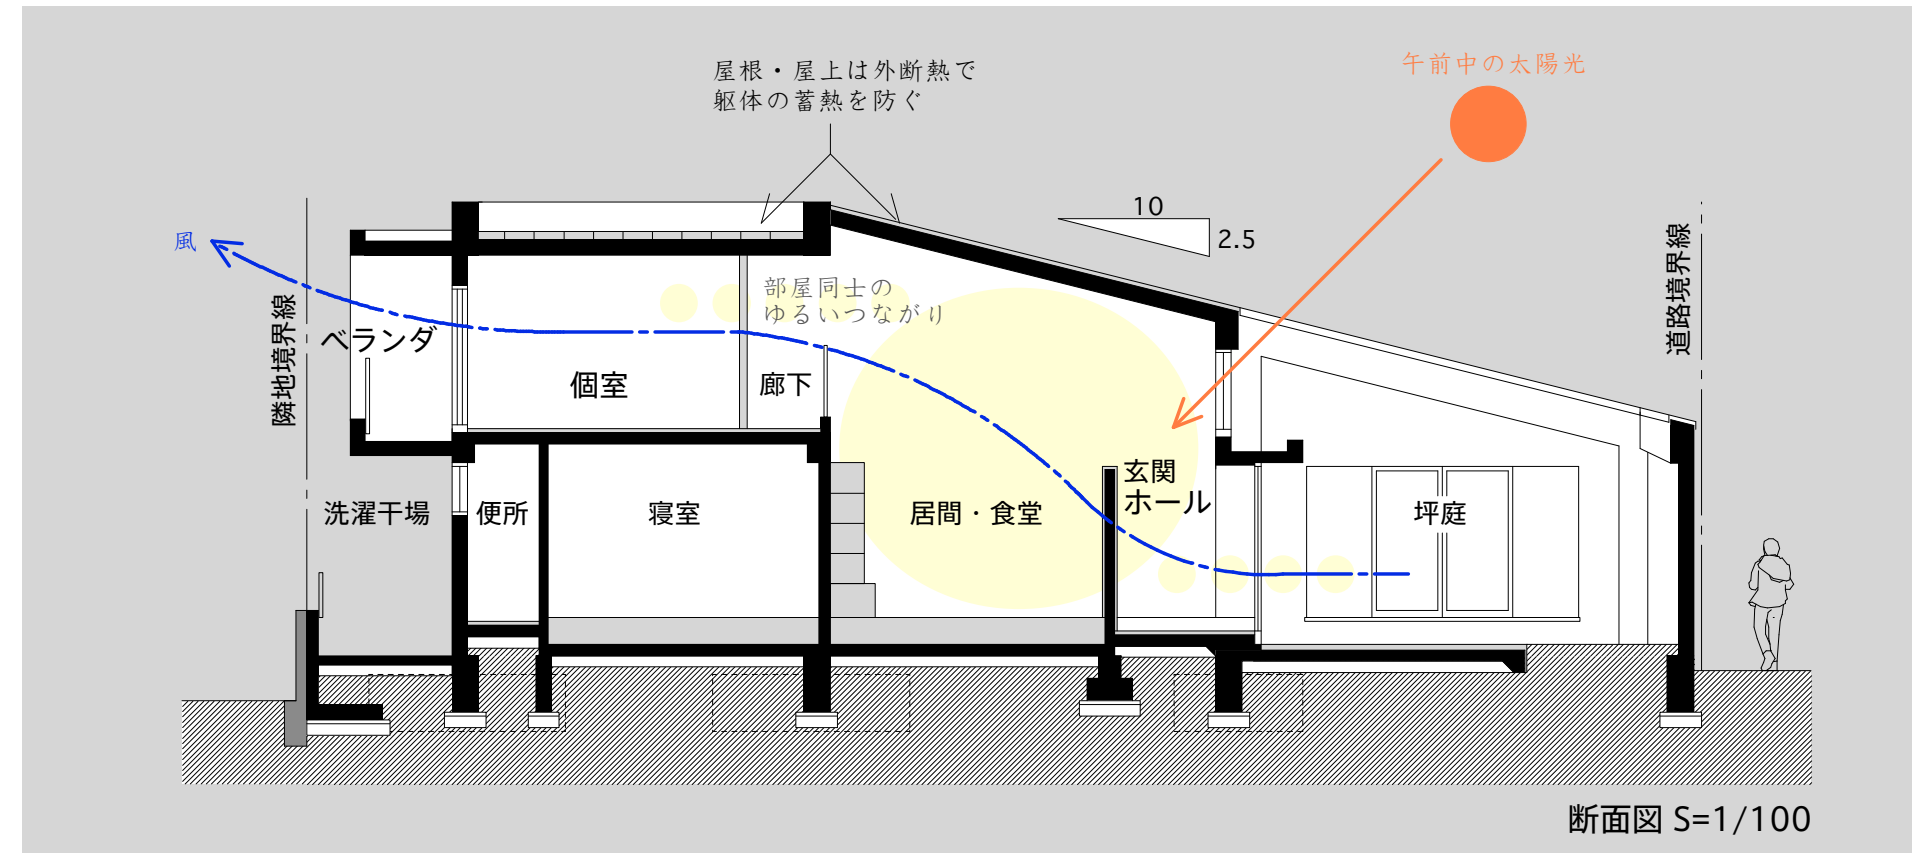 屋根・屋上は外断熱で
躯体の蓄熱を防ぐ
午前中の太陽光
10
2.5
風
隣地境界線
道路境界線
部屋同士の
ゆるいつながり
ベランダ
個室
廊下
玄関
ホール
洗濯干場
便所
寝室
居間・食堂
坪庭
断面図 S=1/100